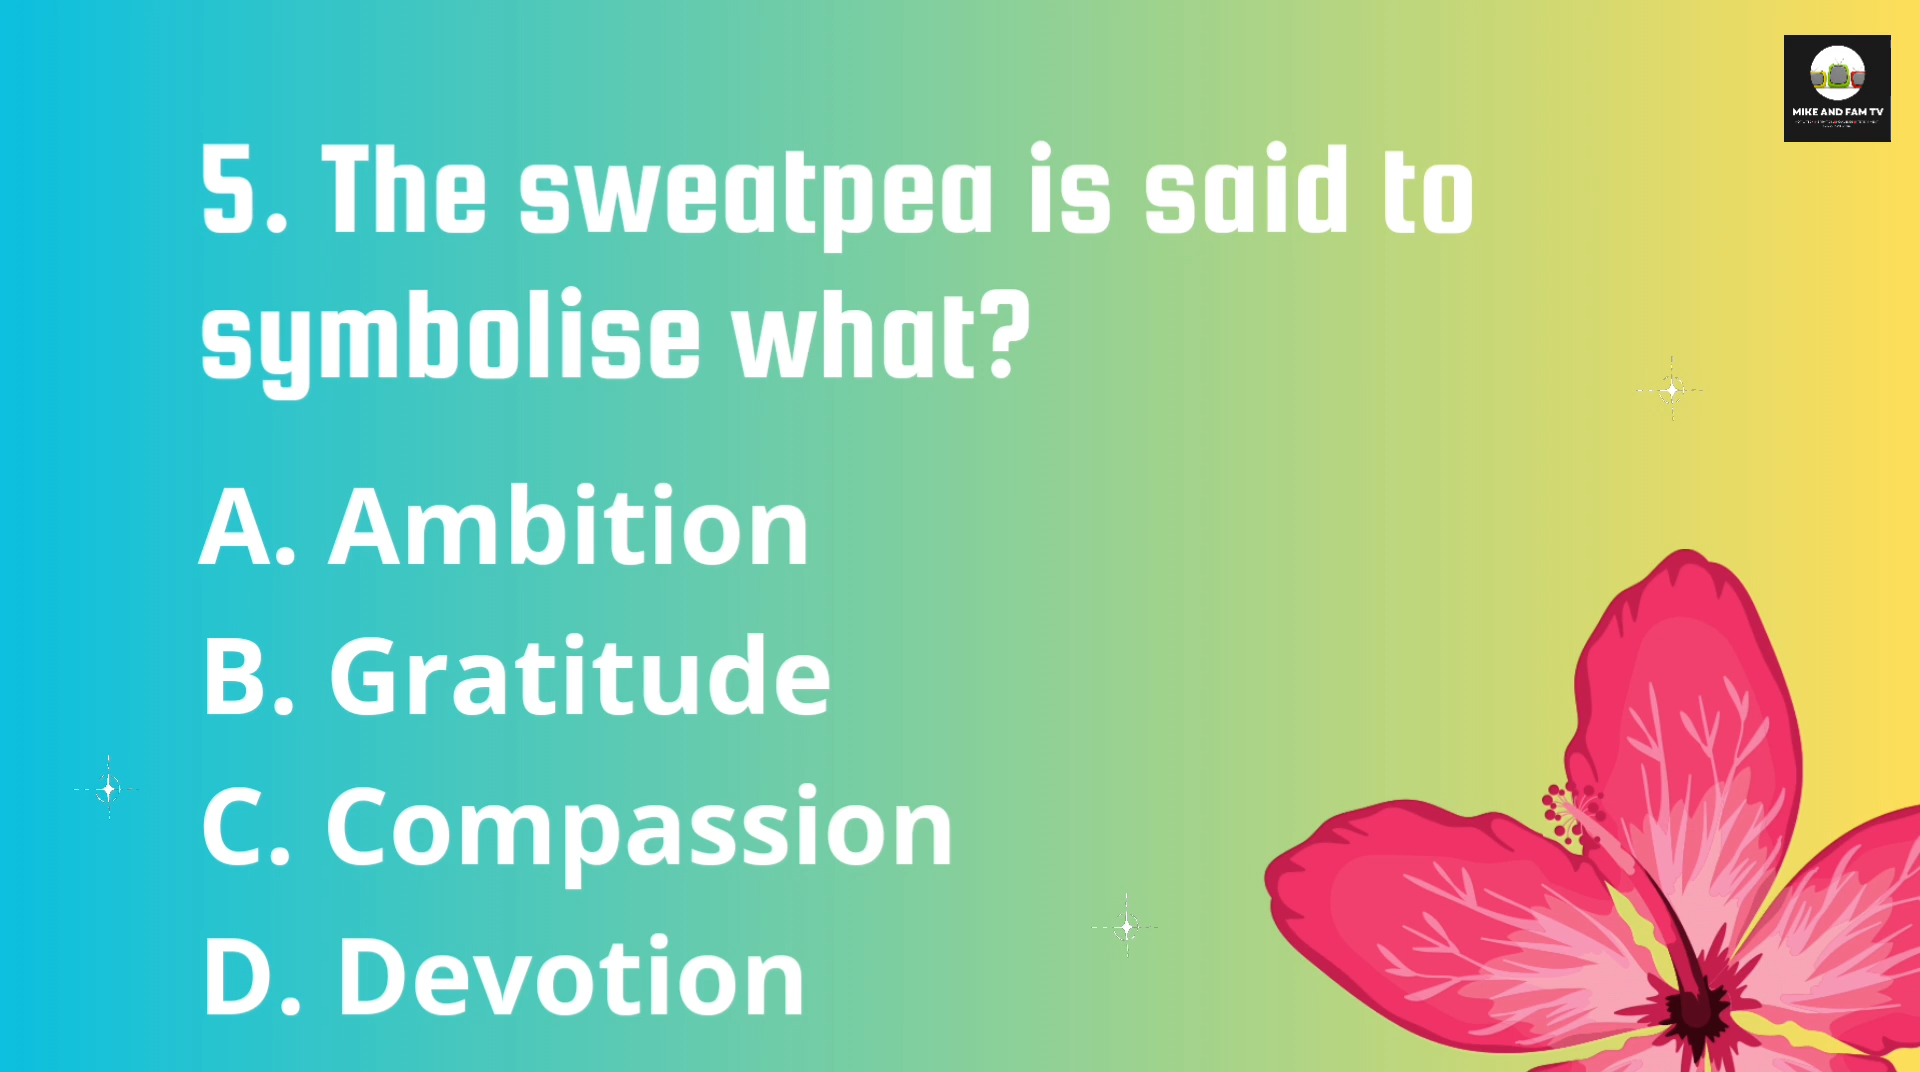 MIKE AND FAM TV
5. The sweatpea is said to
symbolise what?
A. Ambition
B. Gratitude
C. Compassion
D. Devotion